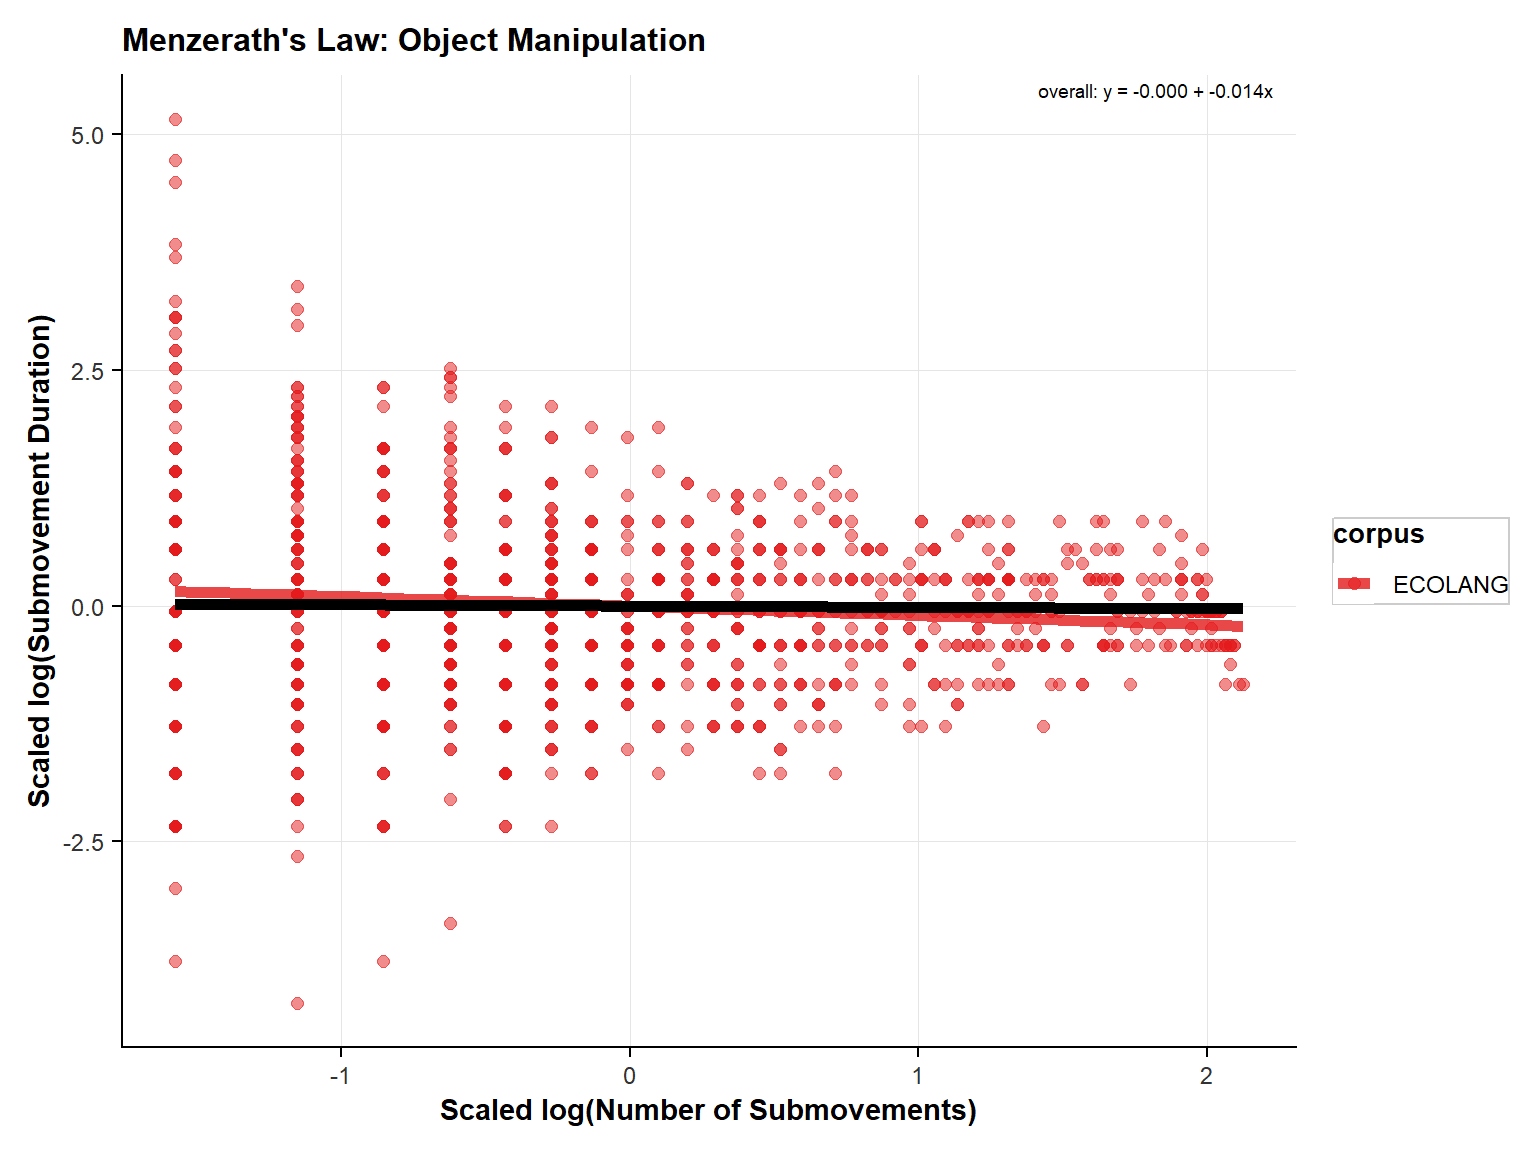 Menzerath's Law: Object Manipulation
overall: y = -0.000 + -0.014x
5.0
2.5
0.0
-2.5
Scaled log(Submovement Duration)
-1
0
1
2
Scaled log(Number of Submovements)
corpus
ECOLANG